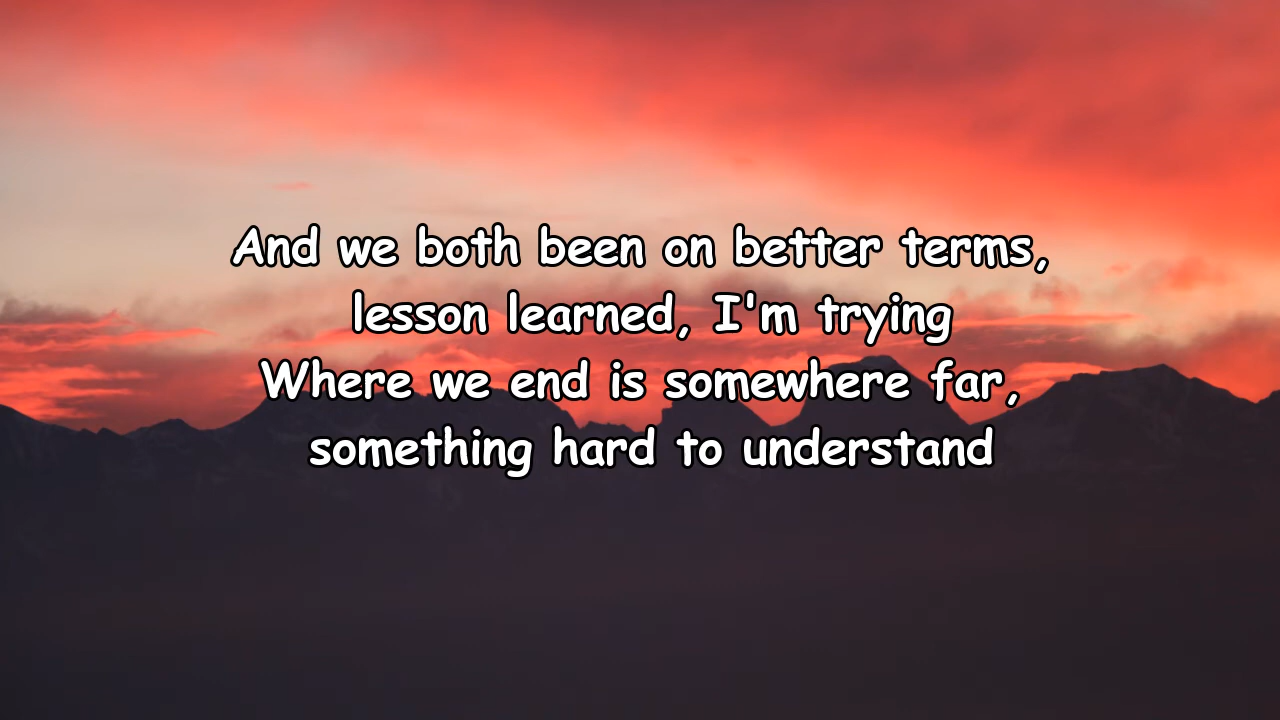 And we both been on better terms,
lesson learned, I'm trying
Where we end is somewhere far,
something hard to understand